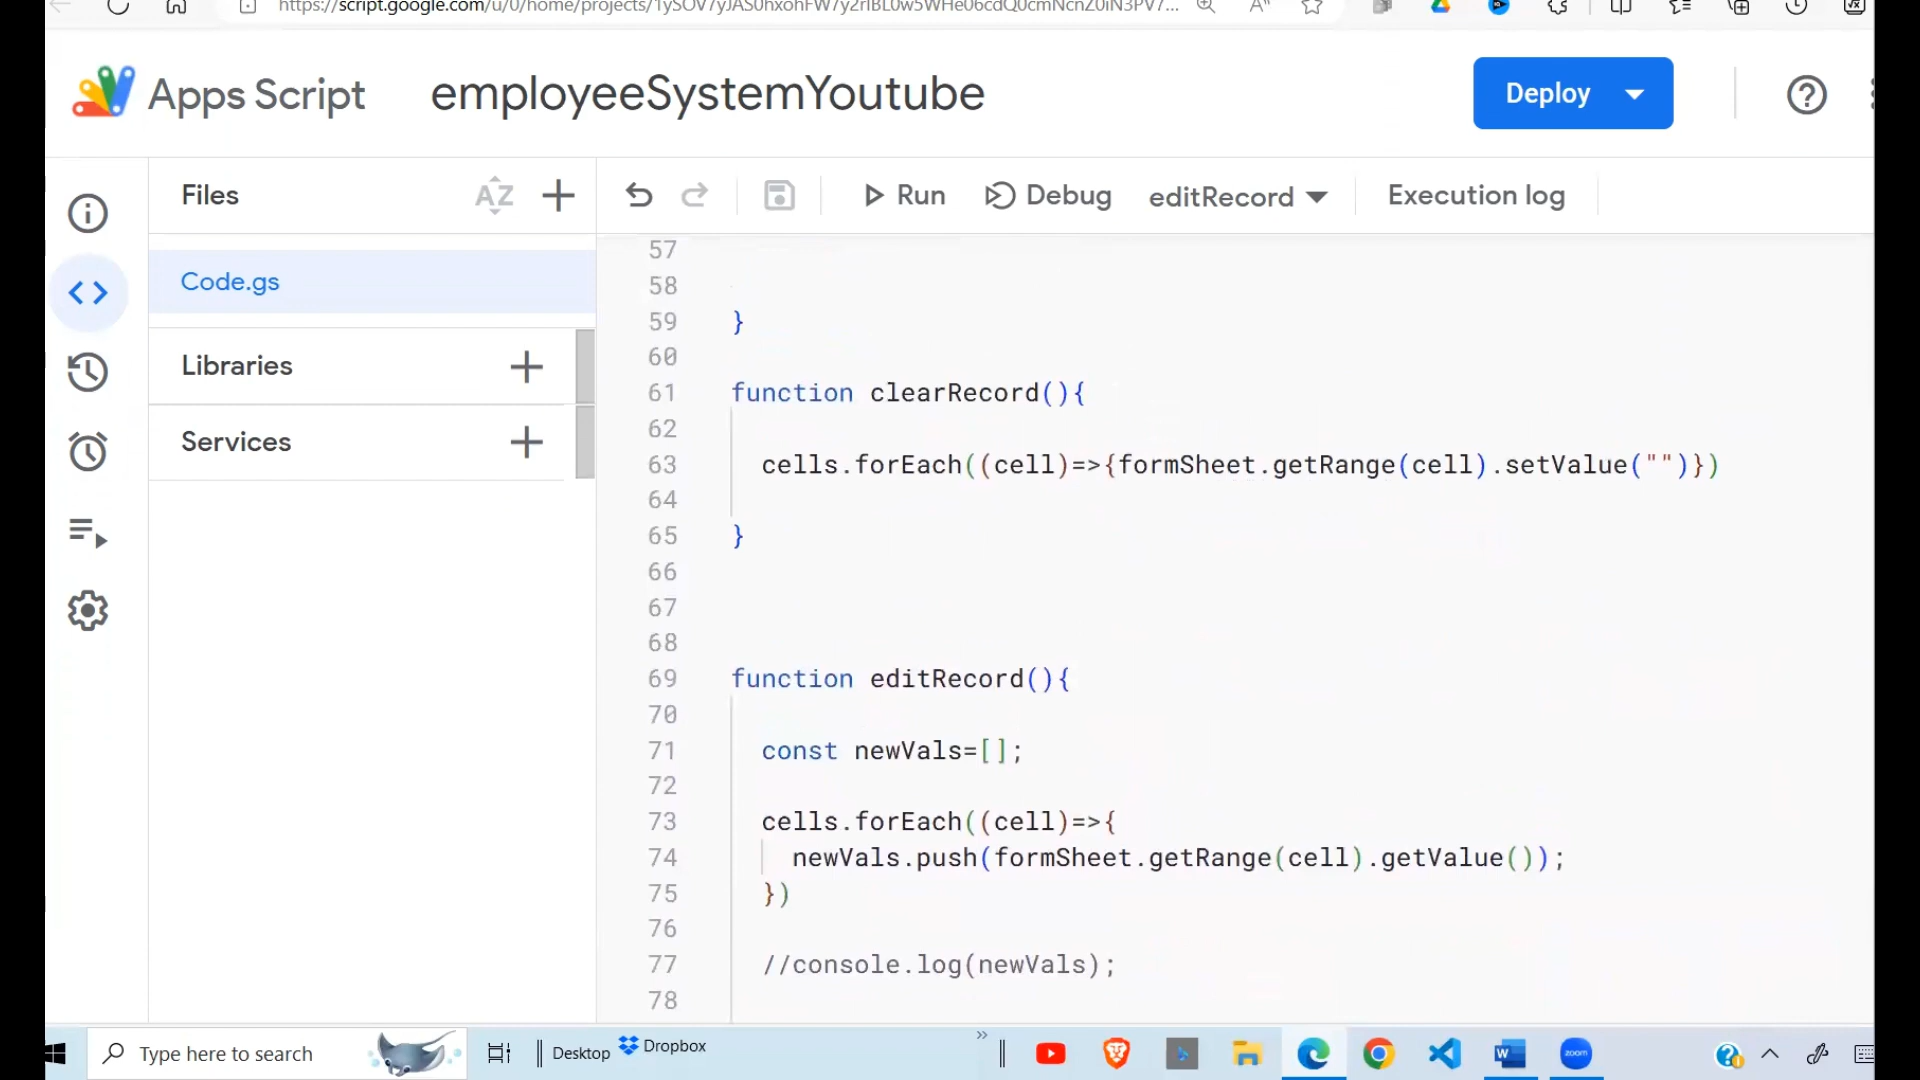 Apps Script
employeeSystemYoutube
Deploy
Files
AZ
Run
Debug
editRecord
Execution log
Code.gs
Libraries
Services
57
58
59 }
60
61 function clearRecord(){
62
63 cells.forEach((cell)=>{formSheet.getRange(cell).setValue("")})
64
65 }
66
67
68
69 function editRecord(){
70
71 const newVals=[];
72
73 cells.forEach((cell)=>{
74 newVals.push(formSheet.getRange(cell).getValue());
75 })
76
77 //console.log(newVals);
78
Type here to search
Desktop
Dropbox
zoom